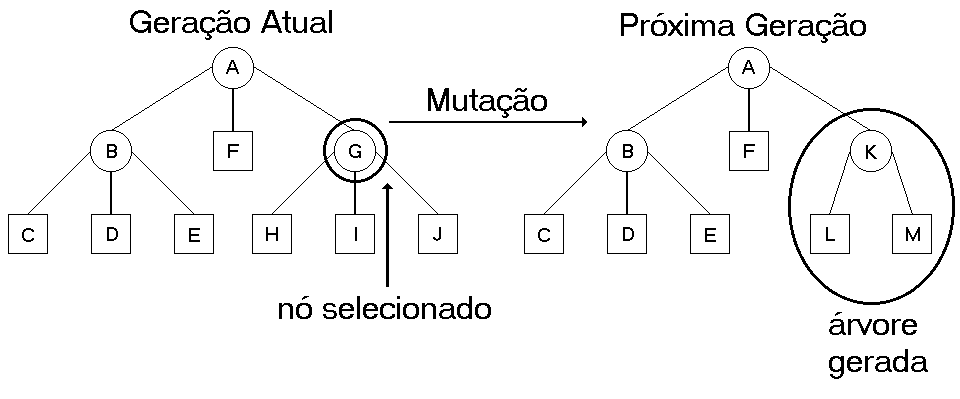 Geração Atual
Próxima Geração
A
A
Mutação
B
F
G
B
F
K
C
D
E
H
I
J
C
D
E
L
M
nó selecionado
árvore
gerada